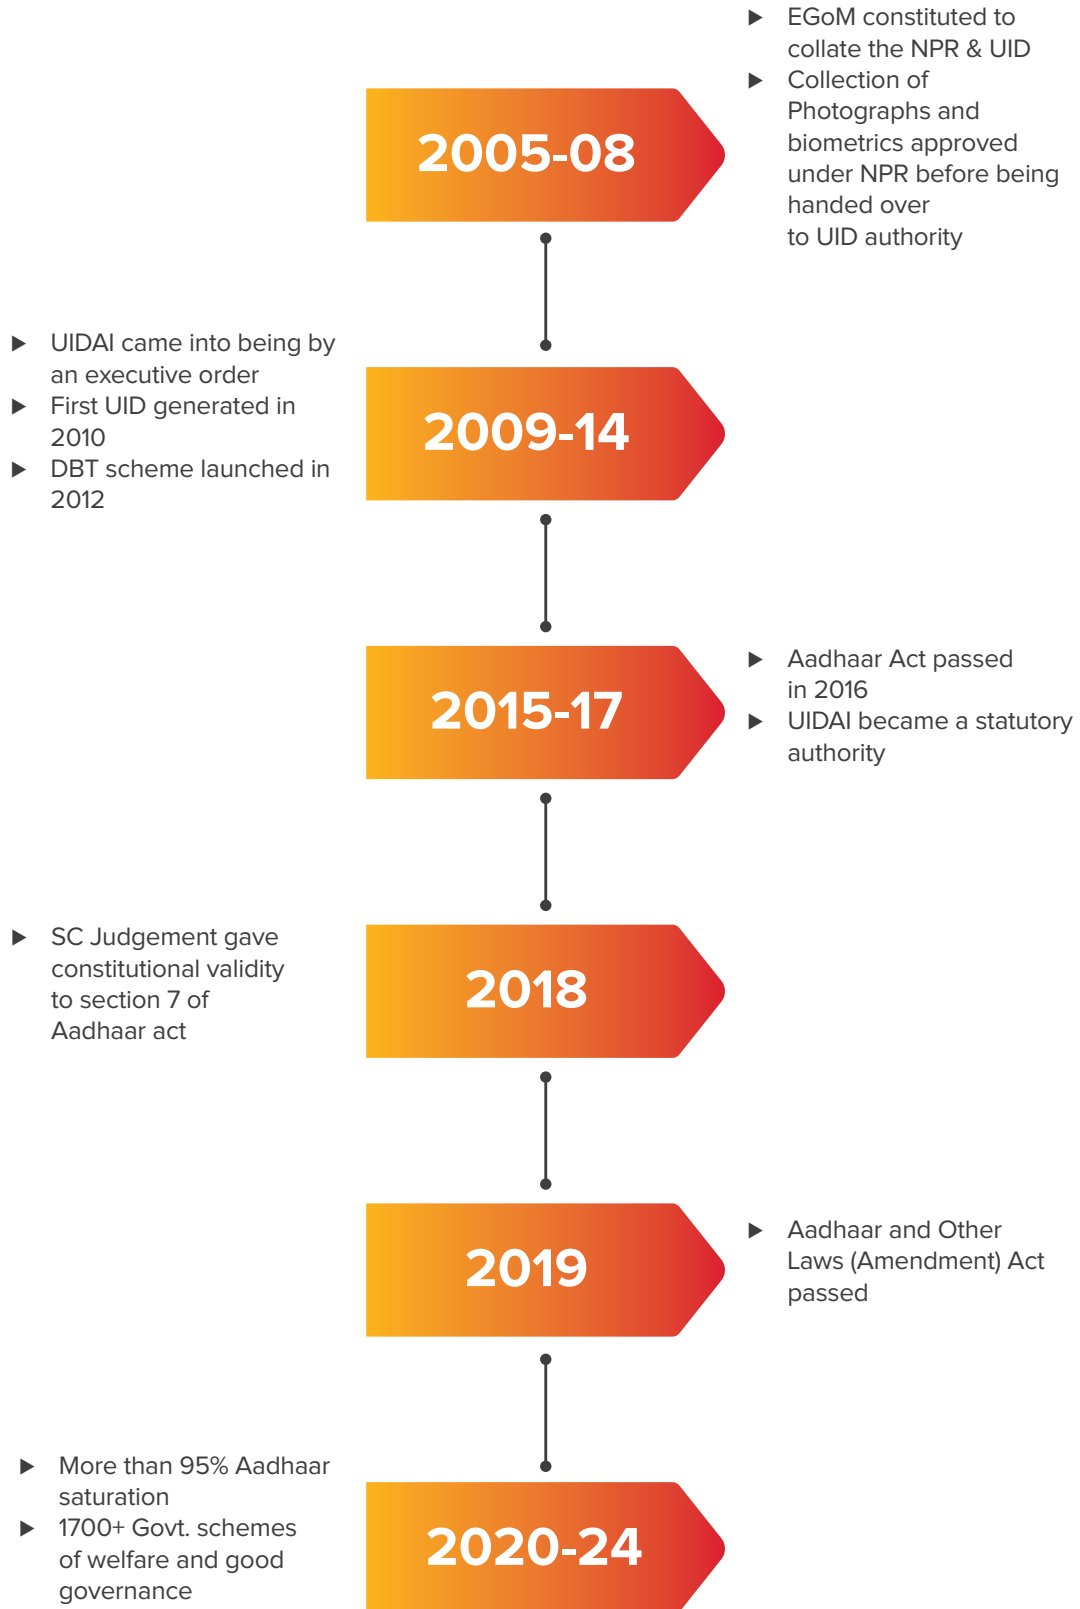 ▶ EGoM constituted to
collate the NPR & UID
▶ Collection of
Photographs and
biometrics approved
under NPR before being
handed over
to UID authority
2005-08
▶ UIDAI came into being by
an executive order
▶ First UID generated in
2010
▶ DBT scheme launched in
2012
2009-14
▶ Aadhaar Act passed
in 2016
▶ UIDAI became a statutory
authority
2015-17
▶ SC Judgement gave
constitutional validity
to section 7 of
Aadhaar act
2018
▶ Aadhaar and Other
Laws (Amendment) Act
passed
2019
▶ More than 95% Aadhaar
saturation
▶ 1700+ Govt. schemes
of welfare and good
governance
2020-24